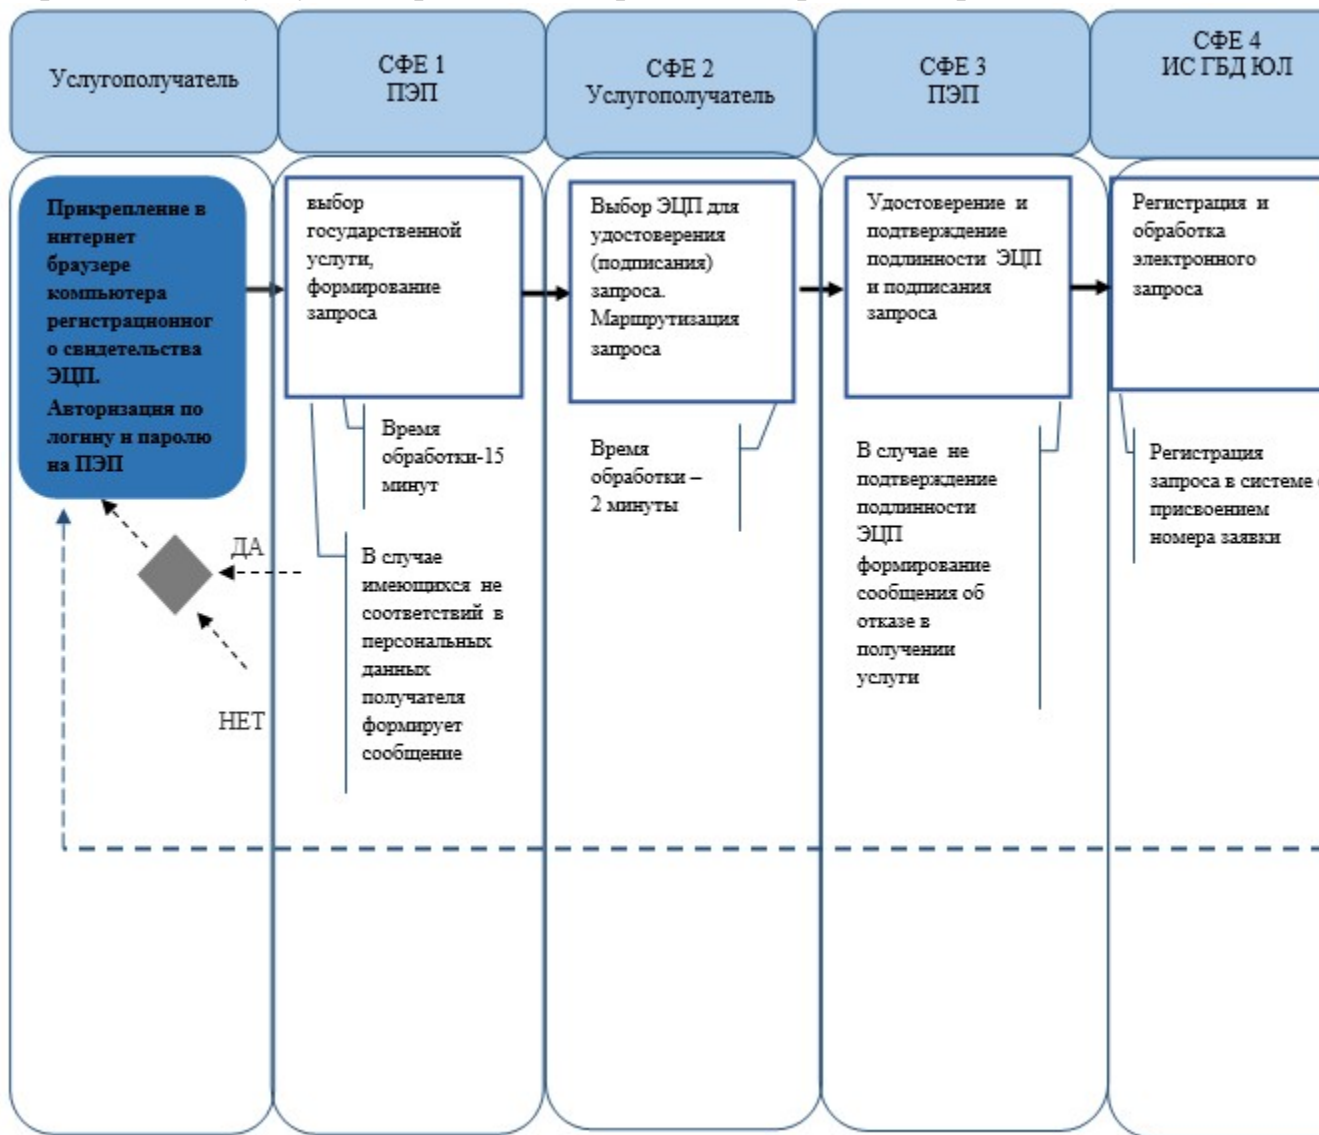 Услугополучатель
СФЕ 1
ПЭП
СФЕ 2
Услугополучатель
СФЕ 3
ПЭП
СФЕ 4
ИС ГБД ЮЛ
Прикрепление в
интернет
браузере
компьютера
регистрационног
о свидетельства
ЭЦП.
Авторизация по
логину и паролю
на ПЭП
выбор
государственной
услуги,
формирование
запроса
Выбор ЭЦП для
удостоверения
(подписания)
запроса.
Маршрутизация
запроса
Удостоверение и
подтверждение
подлинности ЭЦП
и подписания
запроса
Регистрация и
обработка
электронного
запроса
Время
обработки-15
минут
Время
обработки –
2 минуты
В случае не
подтверждение
подлинности
ЭЦП
формирование
сообщения об
отказе в
получении
услуги
Регистрация
запроса в системе
присвоением
номера заявки
ДА
В случае
имеющихся не
соответствий в
персональных
данных
получателя
формирует
сообщение
НЕТ